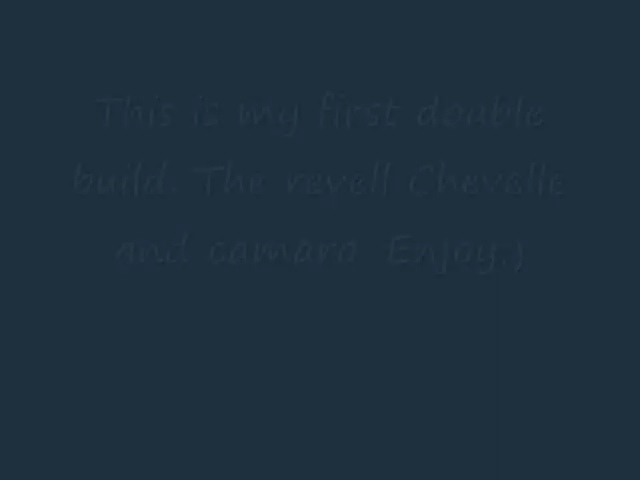 This is my first double
build. The revell Chevelle
and camaro  Enjoy:)